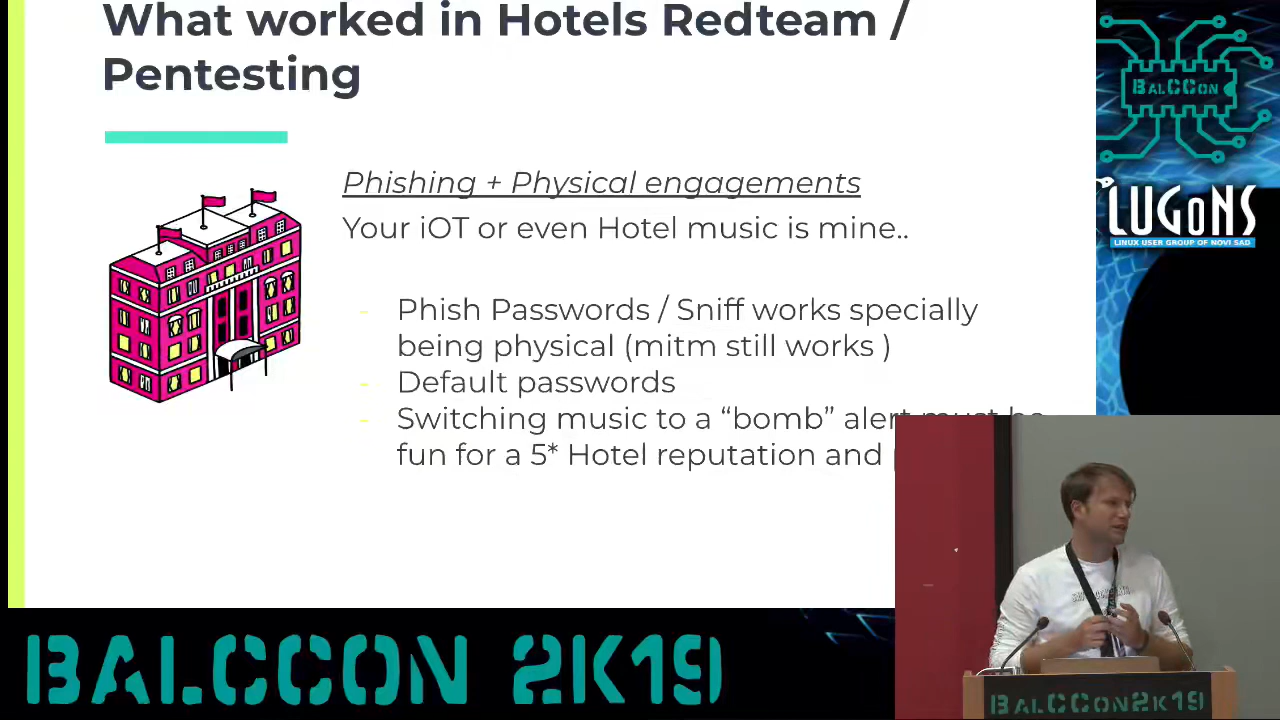 What worked in Hotels Redteam /
Pentesting
Phishing + Physical engagements
Your iOT or even Hotel music is mine..
- Phish Passwords / Sniff works specially
being physical (mitm still works )
- Default passwords
- Switching music to a “bomb” alert must be
fun for a 5* Hotel reputation and
BALCCON
LUGONS
LINUX USER GROUP OF NOVI SAD
BALCCON 2K19
BALCCON2K19